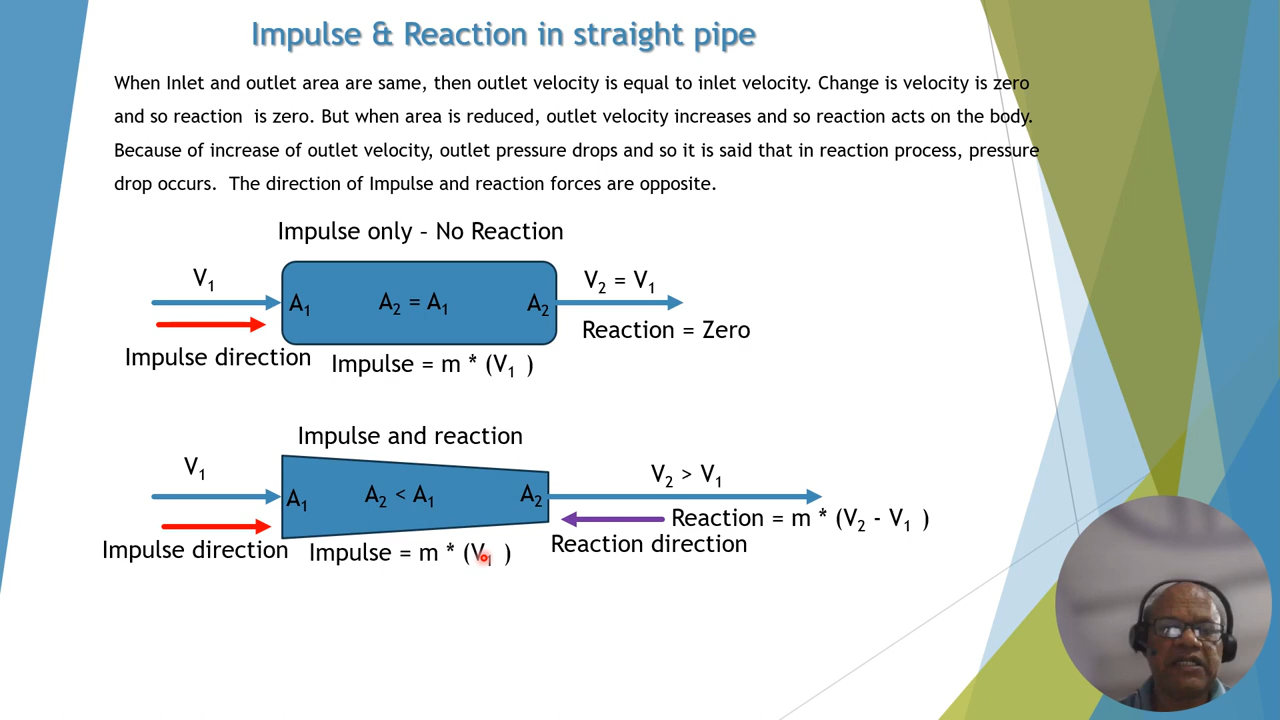 Impulse & Reaction in straight pipe
When Inlet and outlet area are same, then outlet velocity is equal to inlet velocity. Change is velocity is zero
and so reaction is zero. But when area is reduced, outlet velocity increases and so reaction acts on the body.
Because of increase of outlet velocity, outlet pressure drops and so it is said that in reaction process, pressure
drop occurs. The direction of Impulse and reaction forces are opposite.
Impulse only – No Reaction
V₁
V₂ = V₁
A₁
A₂ = A₁
A₂
Reaction = Zero
Impulse direction
Impulse = m * (V₁ )
Impulse and reaction
V₁
V₂ > V₁
A₁
A₂ < A₁
A₂
Reaction = m * (V₂ - V₁ )
Reaction direction
Impulse direction
Impulse = m * (V₁ )